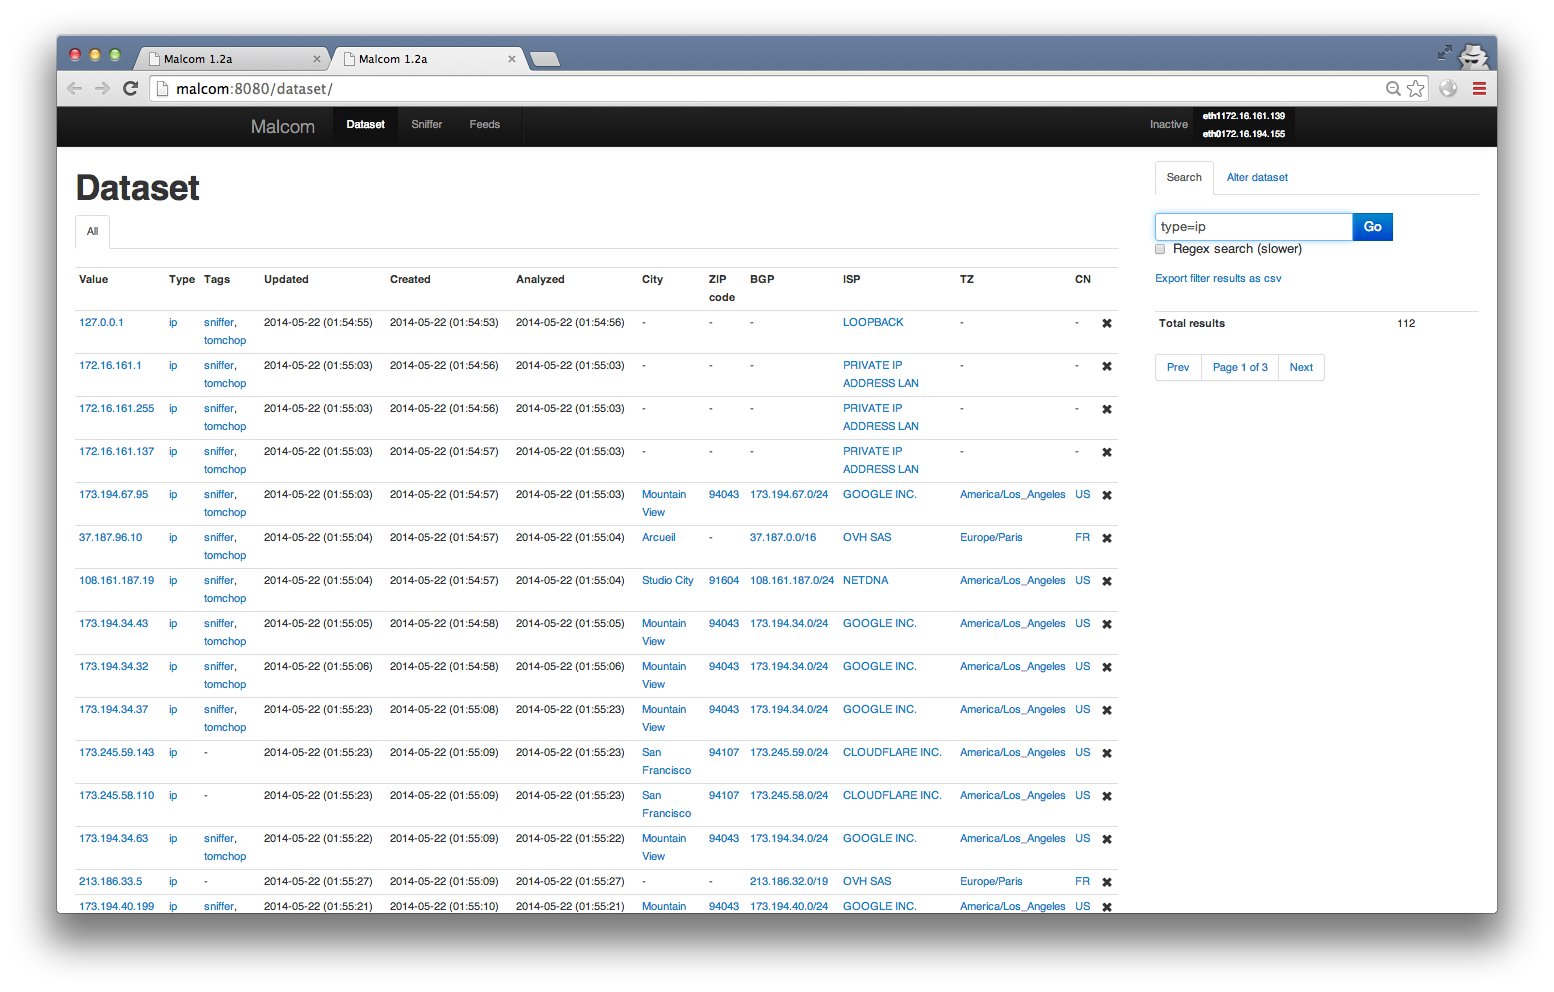 Malcom 1.2a
Malcom 1.2a
malcom:8080/dataset/
Malcom Dataset Sniffer Feeds Inactive eth1172.16.161.139
eth0172.16.194.155
Dataset
All
Value Type Tags Updated Created Analyzed City ZIP code BGP ISP TZ CN
127.0.0.1 ip sniffer, tomchop 2014-05-22 (01:54:55) 2014-05-22 (01:54:53) 2014-05-22 (01:54:56) - - - LOOPBACK - - ✖
172.16.161.1 ip sniffer, tomchop 2014-05-22 (01:55:03) 2014-05-22 (01:54:56) 2014-05-22 (01:55:03) - - - PRIVATE IP ADDRESS LAN - - ✖
172.16.161.255 ip sniffer, tomchop 2014-05-22 (01:55:03) 2014-05-22 (01:54:56) 2014-05-22 (01:55:03) - - - PRIVATE IP ADDRESS LAN - - ✖
172.16.161.137 ip sniffer, tomchop 2014-05-22 (01:55:03) 2014-05-22 (01:54:57) 2014-05-22 (01:55:03) - - - PRIVATE IP ADDRESS LAN - - ✖
173.194.67.95 ip sniffer, tomchop 2014-05-22 (01:55:03) 2014-05-22 (01:54:57) 2014-05-22 (01:55:03) Mountain View 94043 173.194.67.0/24 GOOGLE INC. America/Los_Angeles US ✖
37.187.96.10 ip sniffer, tomchop 2014-05-22 (01:55:04) 2014-05-22 (01:54:57) 2014-05-22 (01:55:04) Arcueil - 37.187.0.0/16 OVH SAS Europe/Paris FR ✖
108.161.187.19 ip sniffer, tomchop 2014-05-22 (01:55:04) 2014-05-22 (01:54:57) 2014-05-22 (01:55:04) Studio City 91604 108.161.187.0/24 NETDNA America/Los_Angeles US ✖
173.194.34.43 ip sniffer, tomchop 2014-05-22 (01:55:05) 2014-05-22 (01:54:58) 2014-05-22 (01:55:05) Mountain View 94043 173.194.34.0/24 GOOGLE INC. America/Los_Angeles US ✖
173.194.34.32 ip sniffer, tomchop 2014-05-22 (01:55:06) 2014-05-22 (01:54:58) 2014-05-22 (01:55:06) Mountain View 94043 173.194.34.0/24 GOOGLE INC. America/Los_Angeles US ✖
173.194.34.37 ip sniffer, tomchop 2014-05-22 (01:55:23) 2014-05-22 (01:55:08) 2014-05-22 (01:55:23) Mountain View 94043 173.194.34.0/24 GOOGLE INC. America/Los_Angeles US ✖
173.245.59.143 ip - 2014-05-22 (01:55:23) 2014-05-22 (01:55:09) 2014-05-22 (01:55:23) San Francisco 94107 173.245.59.0/24 CLOUDFLARE INC. America/Los_Angeles US ✖
173.245.58.110 ip - 2014-05-22 (01:55:23) 2014-05-22 (01:55:09) 2014-05-22 (01:55:23) San Francisco 94107 173.245.58.0/24 CLOUDFLARE INC. America/Los_Angeles US ✖
173.194.34.63 ip sniffer, tomchop 2014-05-22 (01:55:22) 2014-05-22 (01:55:09) 2014-05-22 (01:55:22) Mountain View 94043 173.194.34.0/24 GOOGLE INC. America/Los_Angeles US ✖
213.186.33.5 ip - 2014-05-22 (01:55:27) 2014-05-22 (01:55:09) 2014-05-22 (01:55:27) - - 213.186.32.0/19 OVH SAS Europe/Paris FR ✖
173.194.40.199 ip sniffer, 2014-05-22 (01:55:21) 2014-05-22 (01:55:10) 2014-05-22 (01:55:21) Mountain 94043 173.194.40.0/24 GOOGLE INC. America/Los_Angeles US ✖
Search Alter dataset
type=ip Go
Regex search (slower)
Export filter results as csv
Total results 112
Prev Page 1 of 3 Next